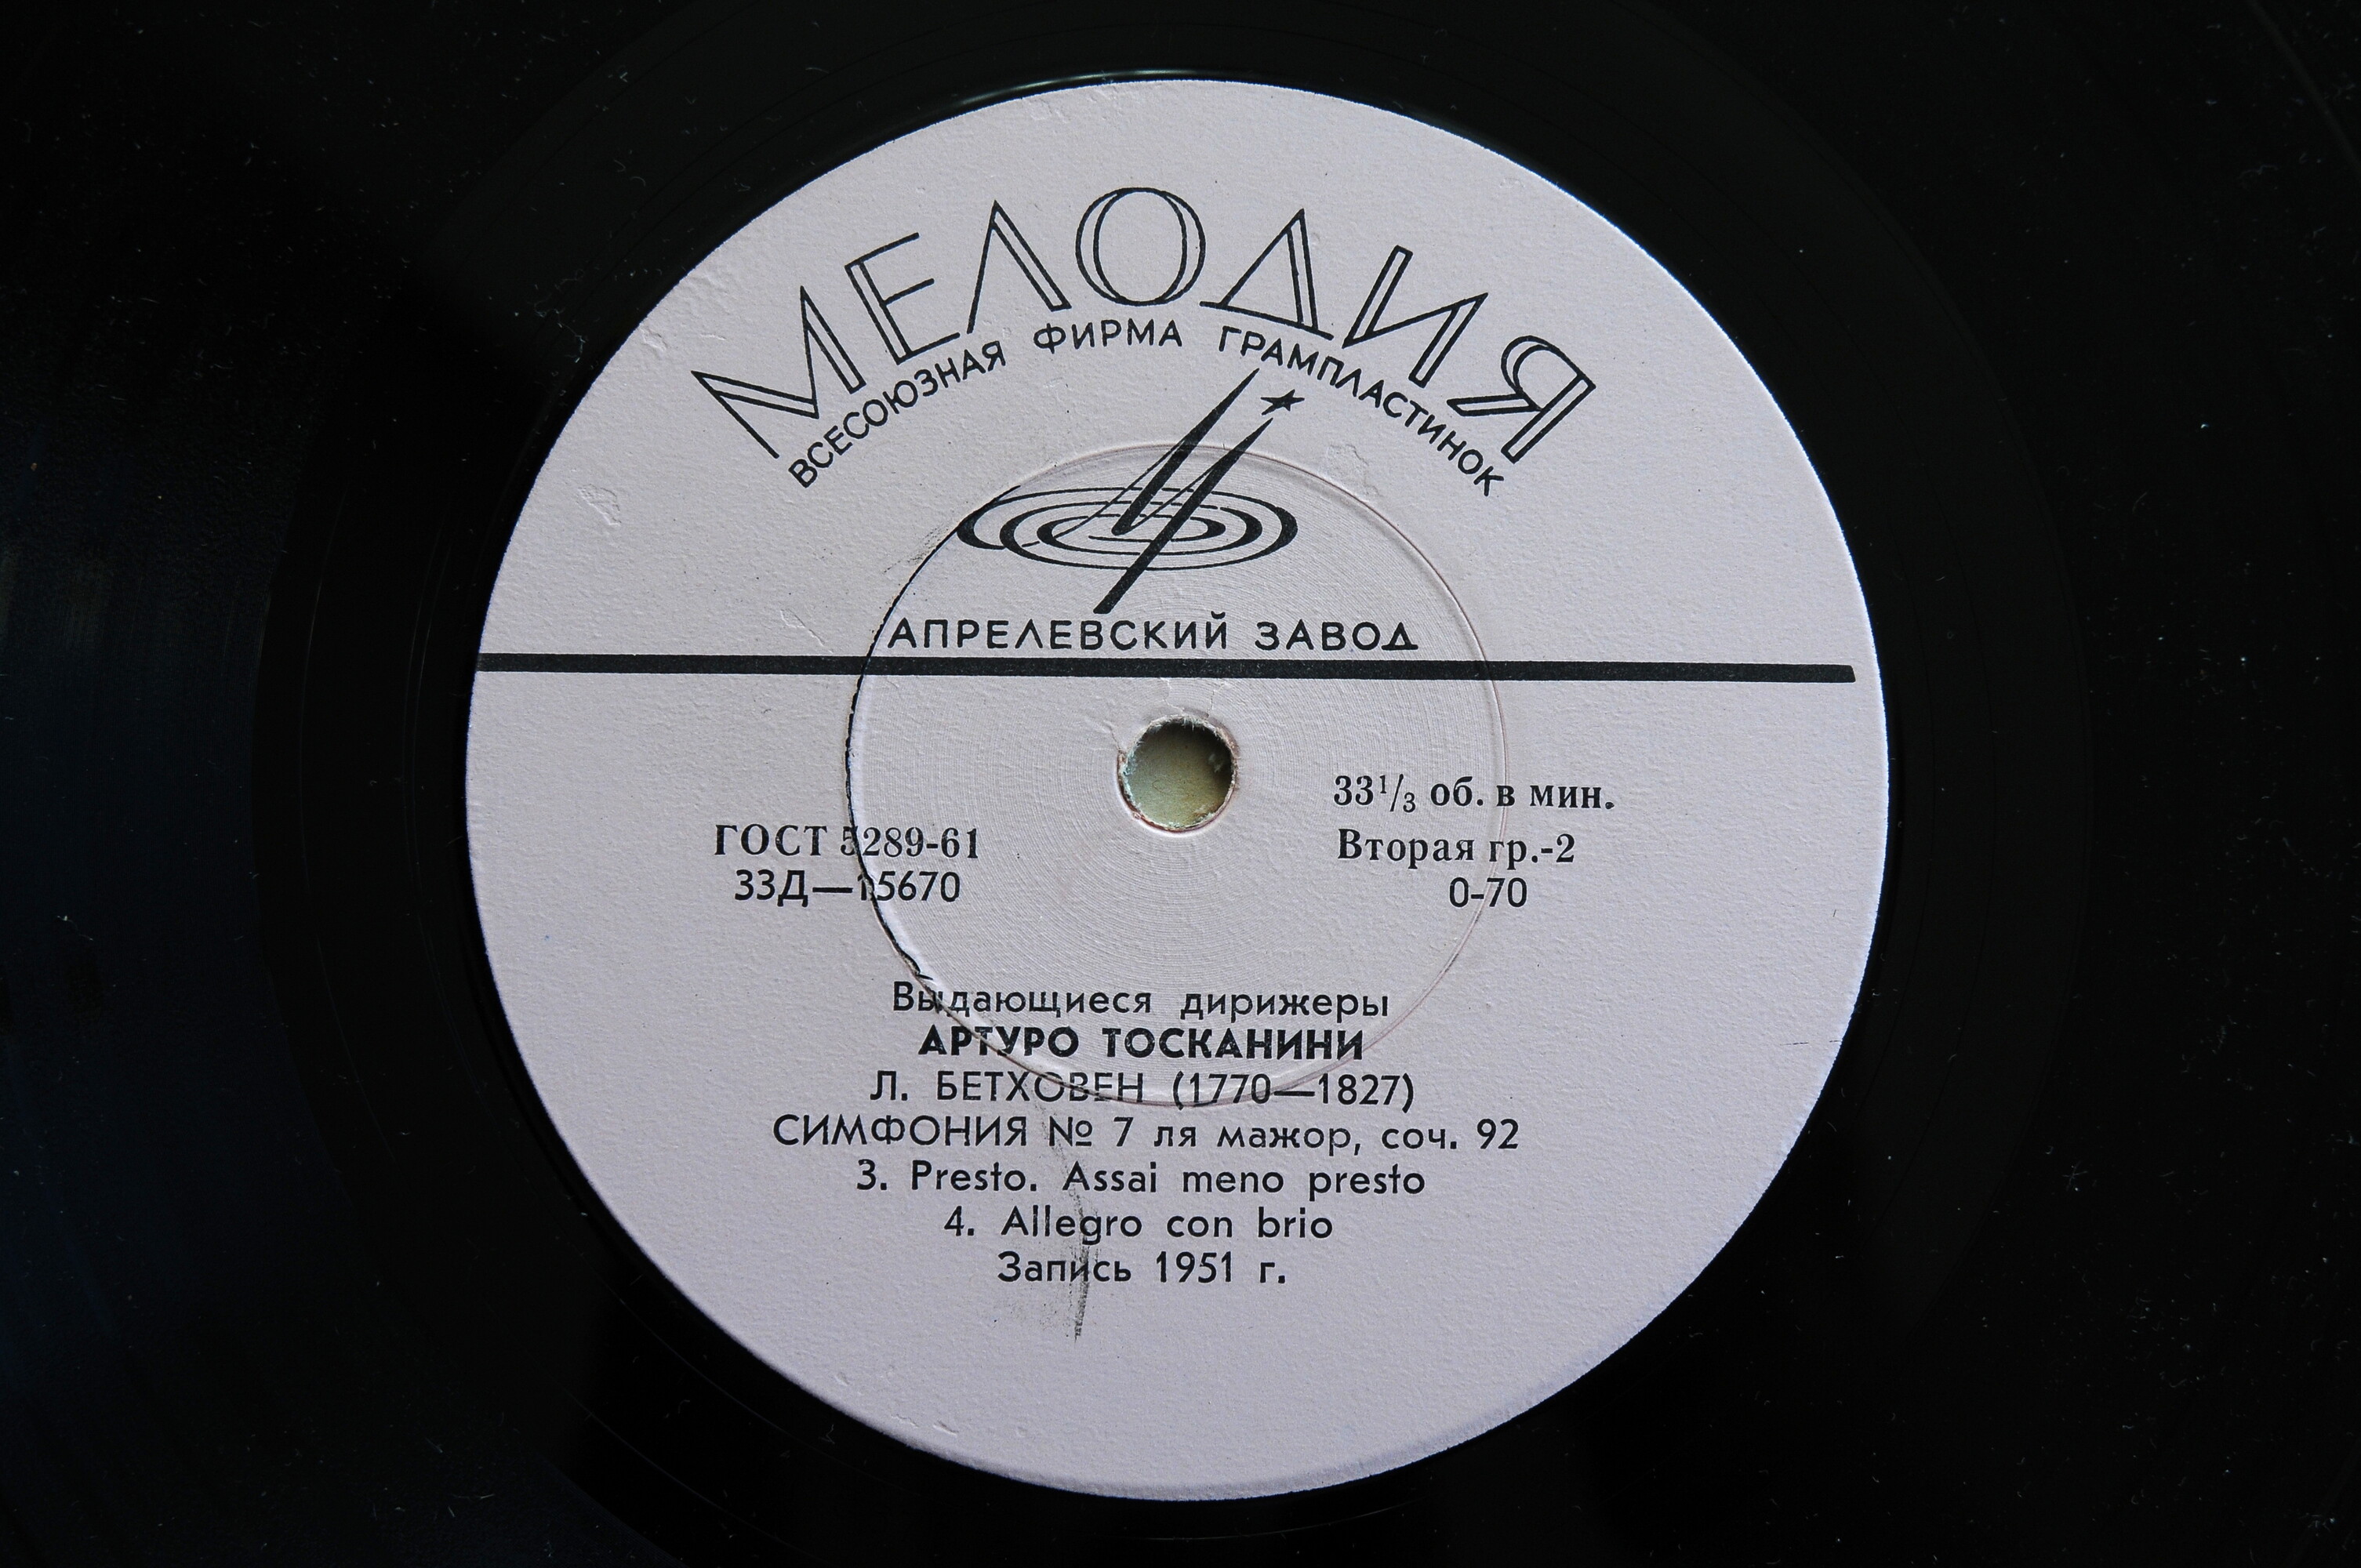 МЕЛОДИЯ
ВСЕСОЮЗНАЯ ФИРМА ГРАМПЛАСТИНОК
АПРЕЛЕВСКИЙ ЗАВОД
33¹/₃ об. в мин.
ГОСТ 5289-61
Вторая гр.-2
33Д—15670
0-70
Выдающиеся дирижеры
АРТУРО ТОСКАНИНИ
Л. БЕТХОВЕН (1770—1827)
СИМФОНИЯ № 7 ля мажор, соч. 92
3. Presto. Assai meno presto
4. Allegro con brio
Запись 1951 г.